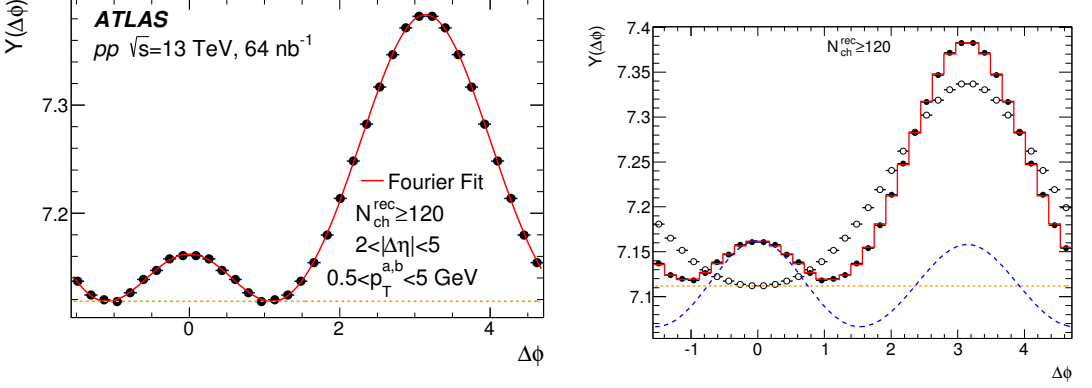 Y(Δϕ)
ATLAS
pp √s=13 TeV, 64 nb⁻¹
7.3
7.2
Fourier Fit
N_ch^rec≥120
2<|Δη|<5
0.5<p_T^a,b<5 GeV
0
2
4
Δϕ
Y(Δϕ)
N_ch^rec≥120
7.4
7.35
7.3
7.25
7.2
7.15
7.1
-1
0
1
2
3
4
Δϕ